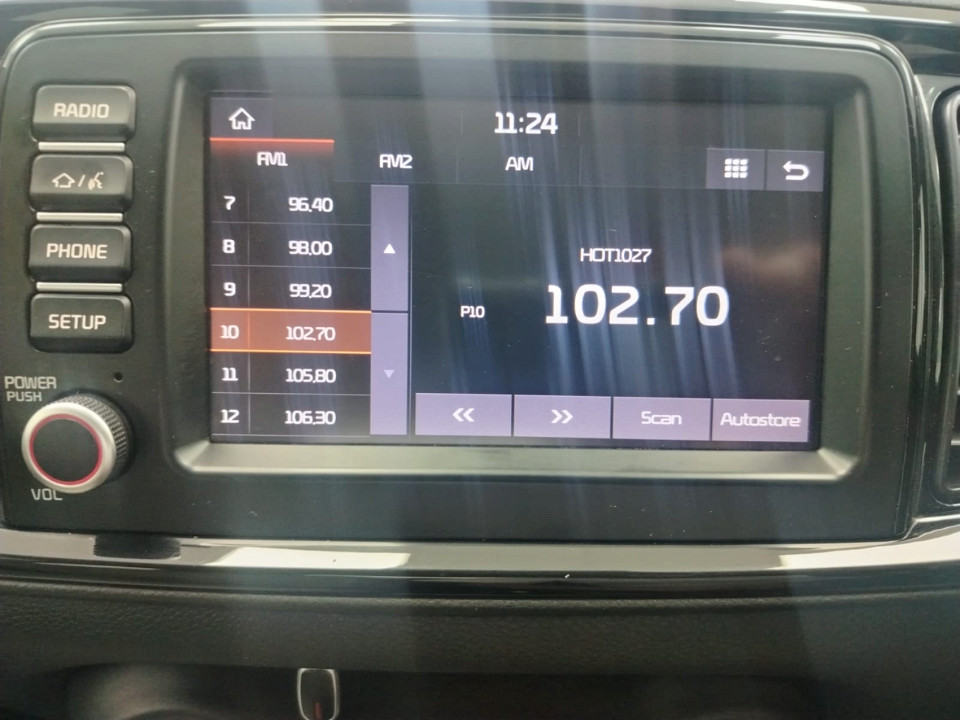 RADIO
PHONE
SETUP
POWER
PUSH
VOL
11:24
FM1 FM2 AM
7 96.40
8 98.00
9 99.20
10 102.70
11 105.80
12 106.30
HOT1027
P10 102.70
Scan Autostore